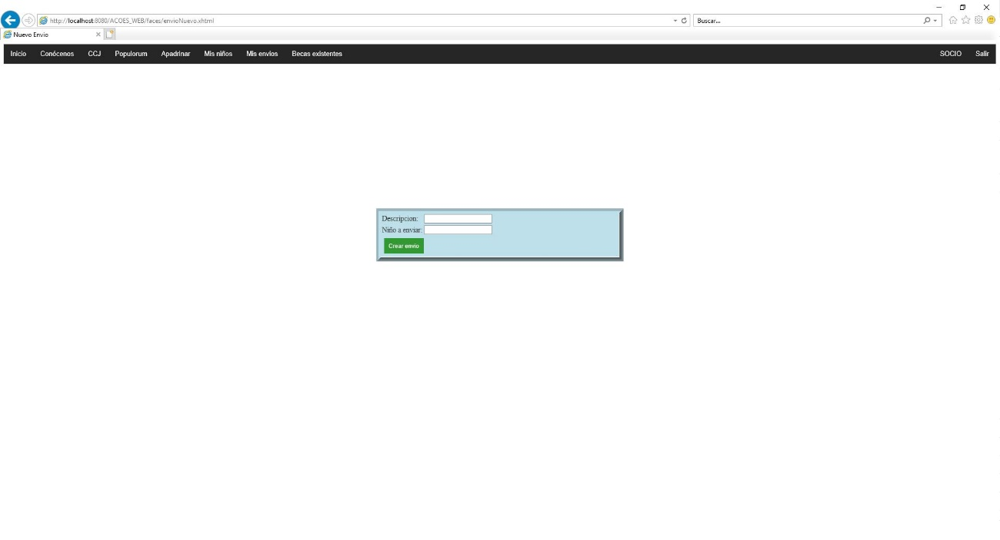 http://localhost:8080/ACOES_WEB/faces/envioNuevo.xhtml
Buscar...
Nuevo Envio
Inicio Conócenos CCJ Populorum Apadrinar Mis niños Mis envios Becas existentes SOCIO Salir
Descripcion:
Niño a enviar:
Crear envio